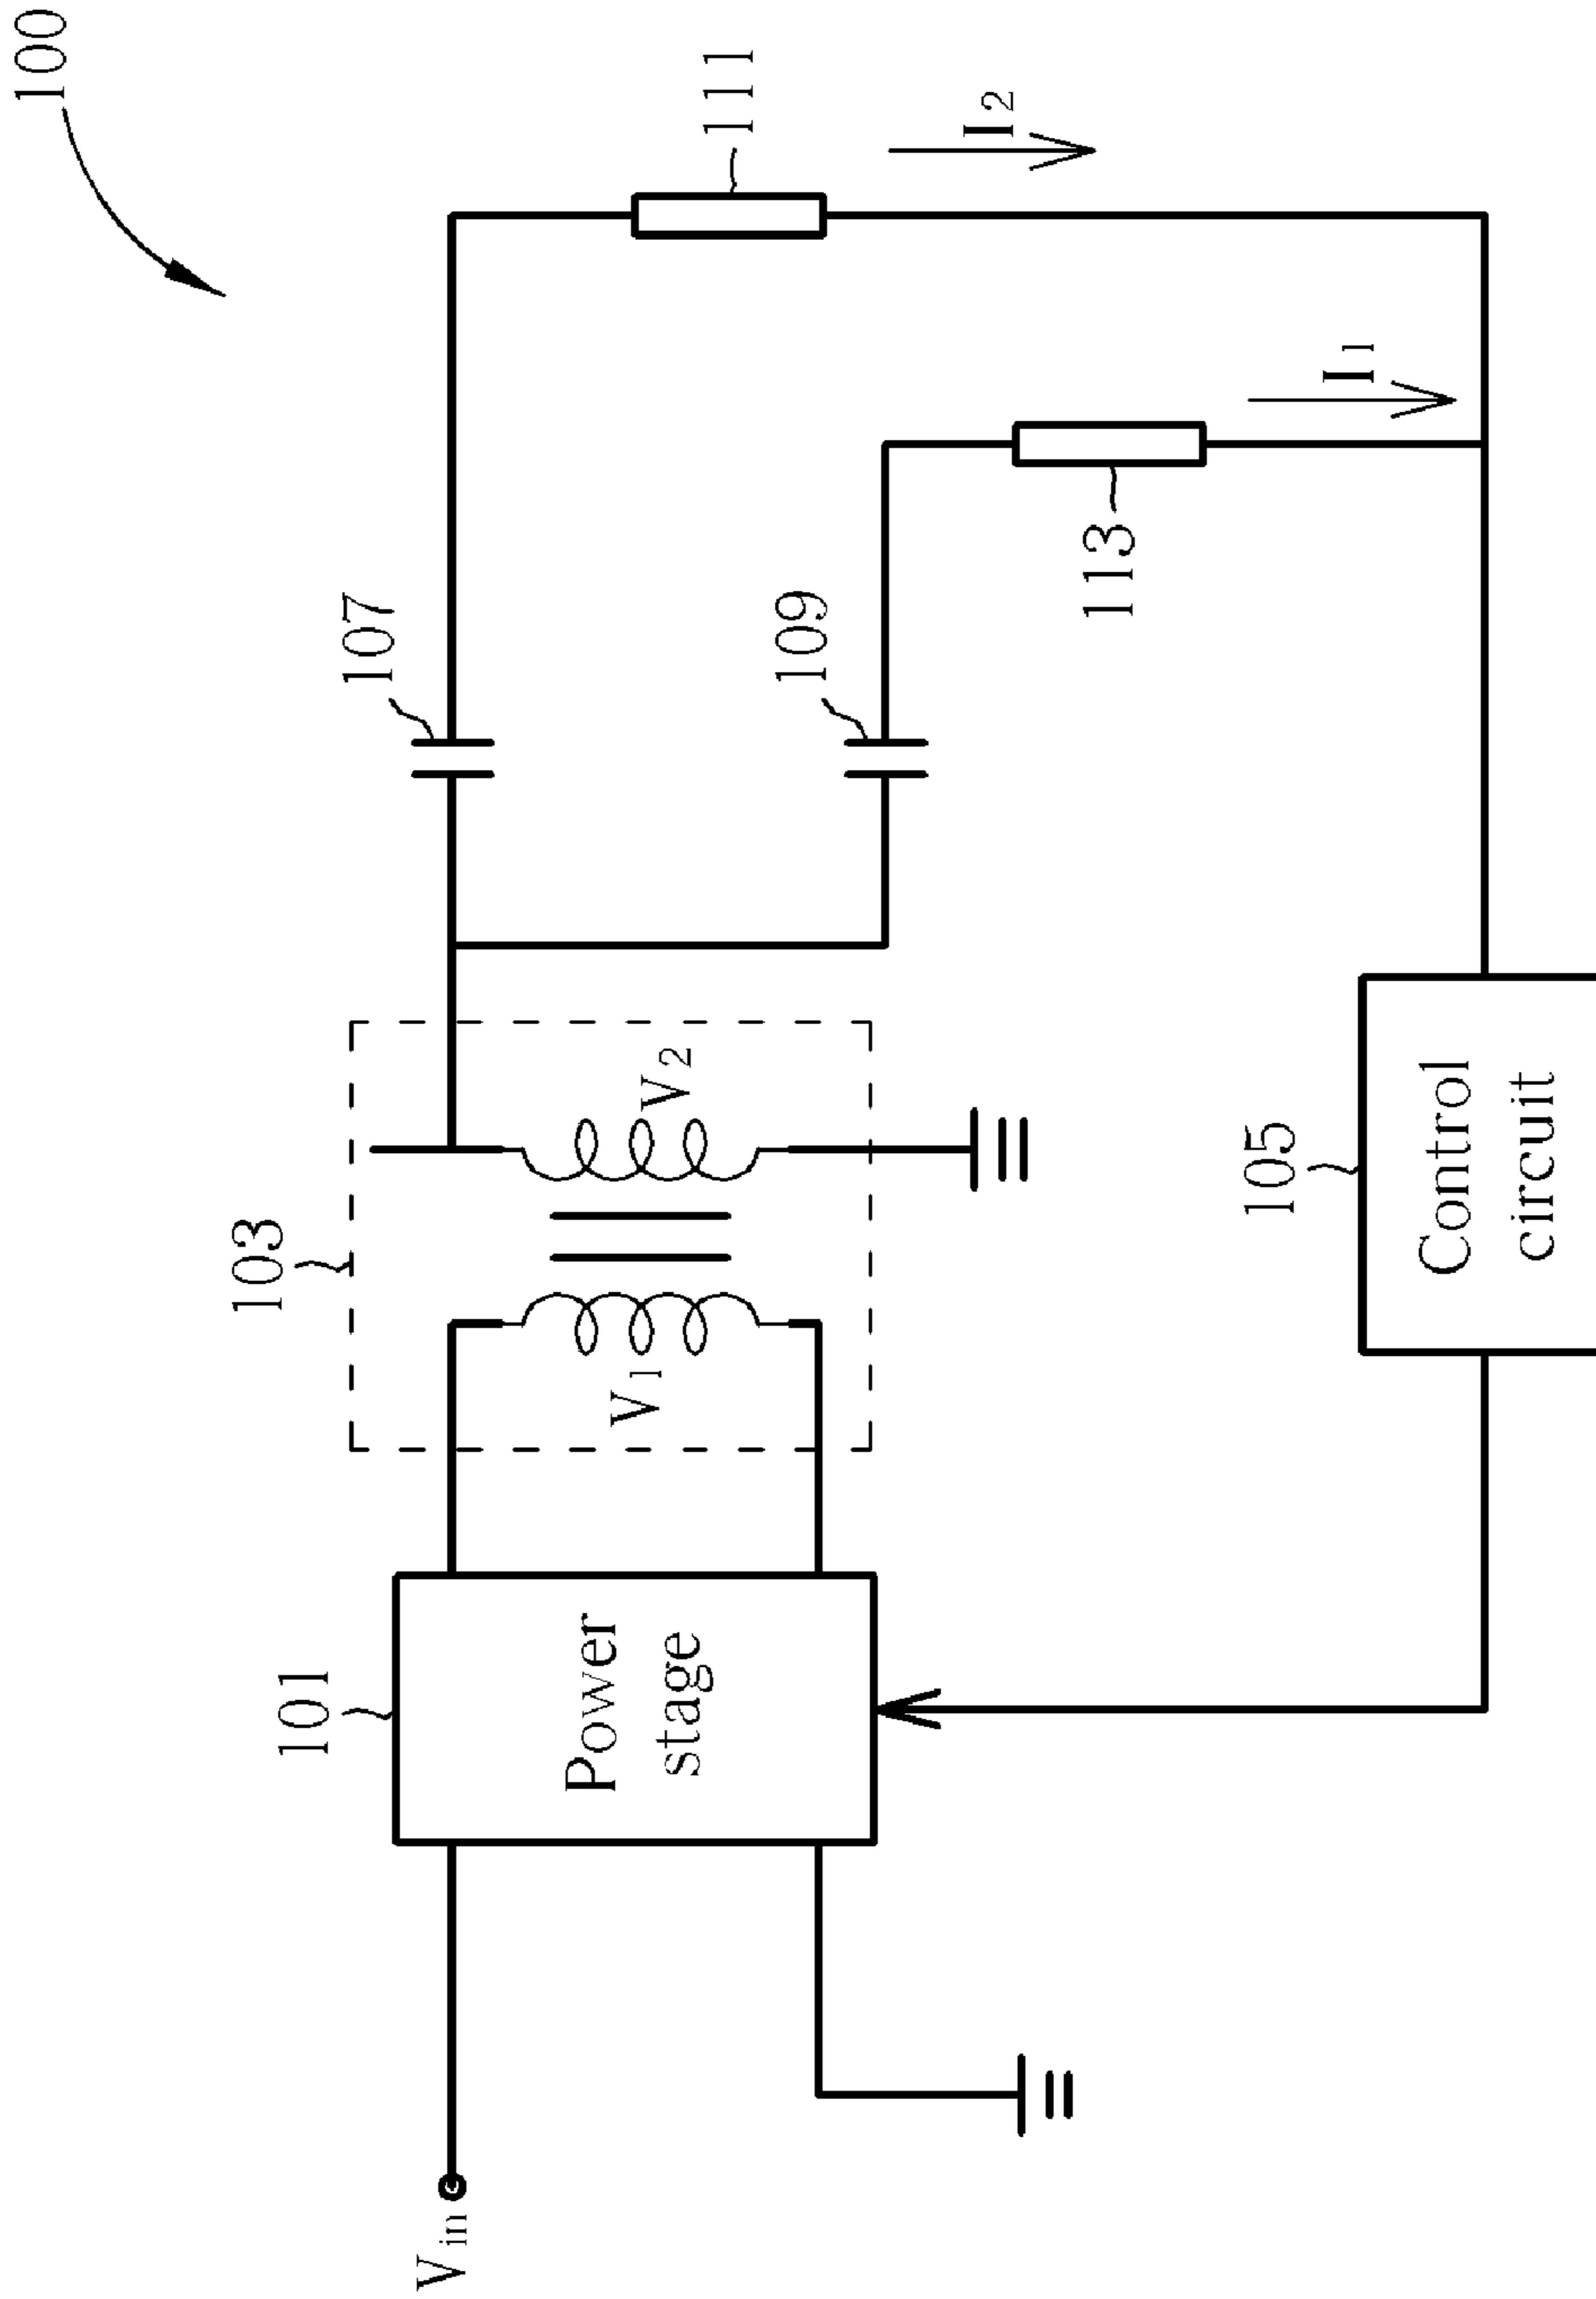 100
103
107
V₁
V₂
111
I₂
109
101
Power
stage
Vᵢₙ
113
I₁
105
Control
circuit